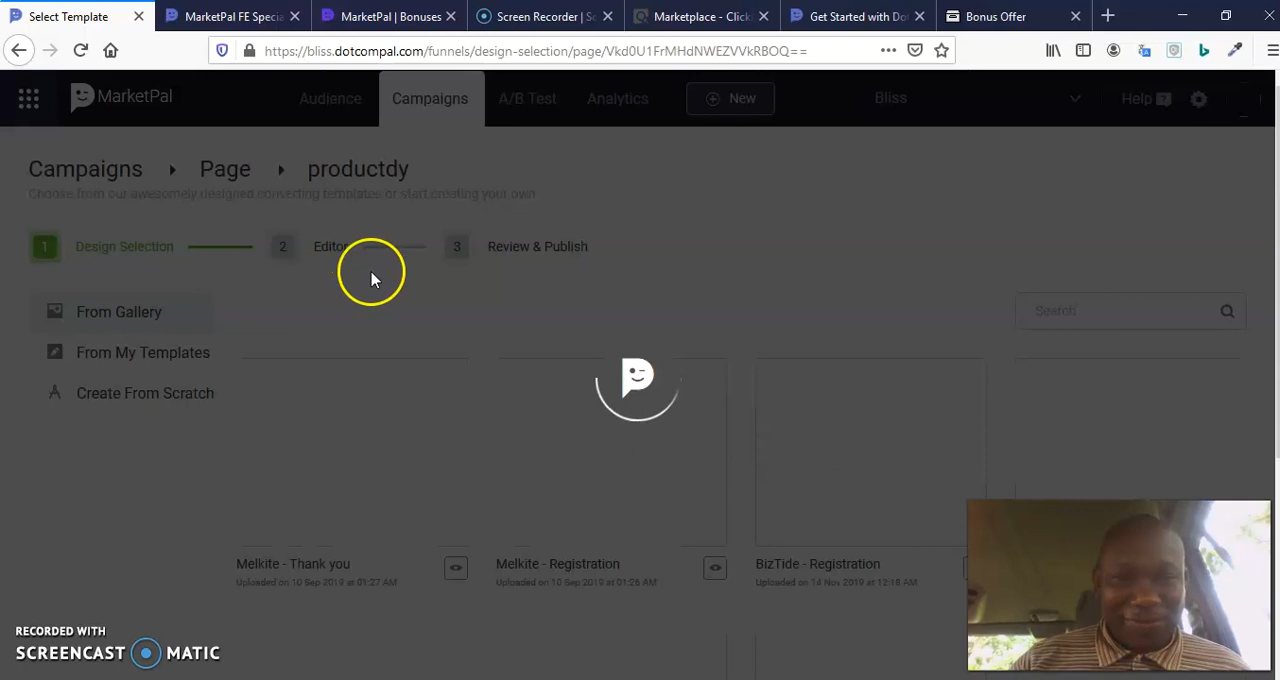 Select Template
MarketPal FE Specia
MarketPal | Bonuses
Screen Recorder | Sc
Marketplace - Click
Get Started with Do
Bonus Offer
https://bliss.dotcompal.com/funnels/design-selection/page/Vkd0U1FrMHdNWEZVVkRBOQ==
MarketPal
Audience
Campaigns
A/B Test
Analytics
New
Bliss
Help ?
Campaigns
Page
productdy
Choose from our awesomely designed converting templates or start creating your own
1
Design Selection
2
Editor
3
Review & Publish
From Gallery
Search
From My Templates
Create From Scratch
Melkite - Thank you
Melkite - Registration
BizTide - Registration
Uploaded on 10 Sep 2019 at 01:27 AM
Uploaded on 10 Sep 2019 at 01:26 AM
Uploaded on 14 Nov 2019 at 12:18 AM
RECORDED WITH
SCREENCAST MATIC